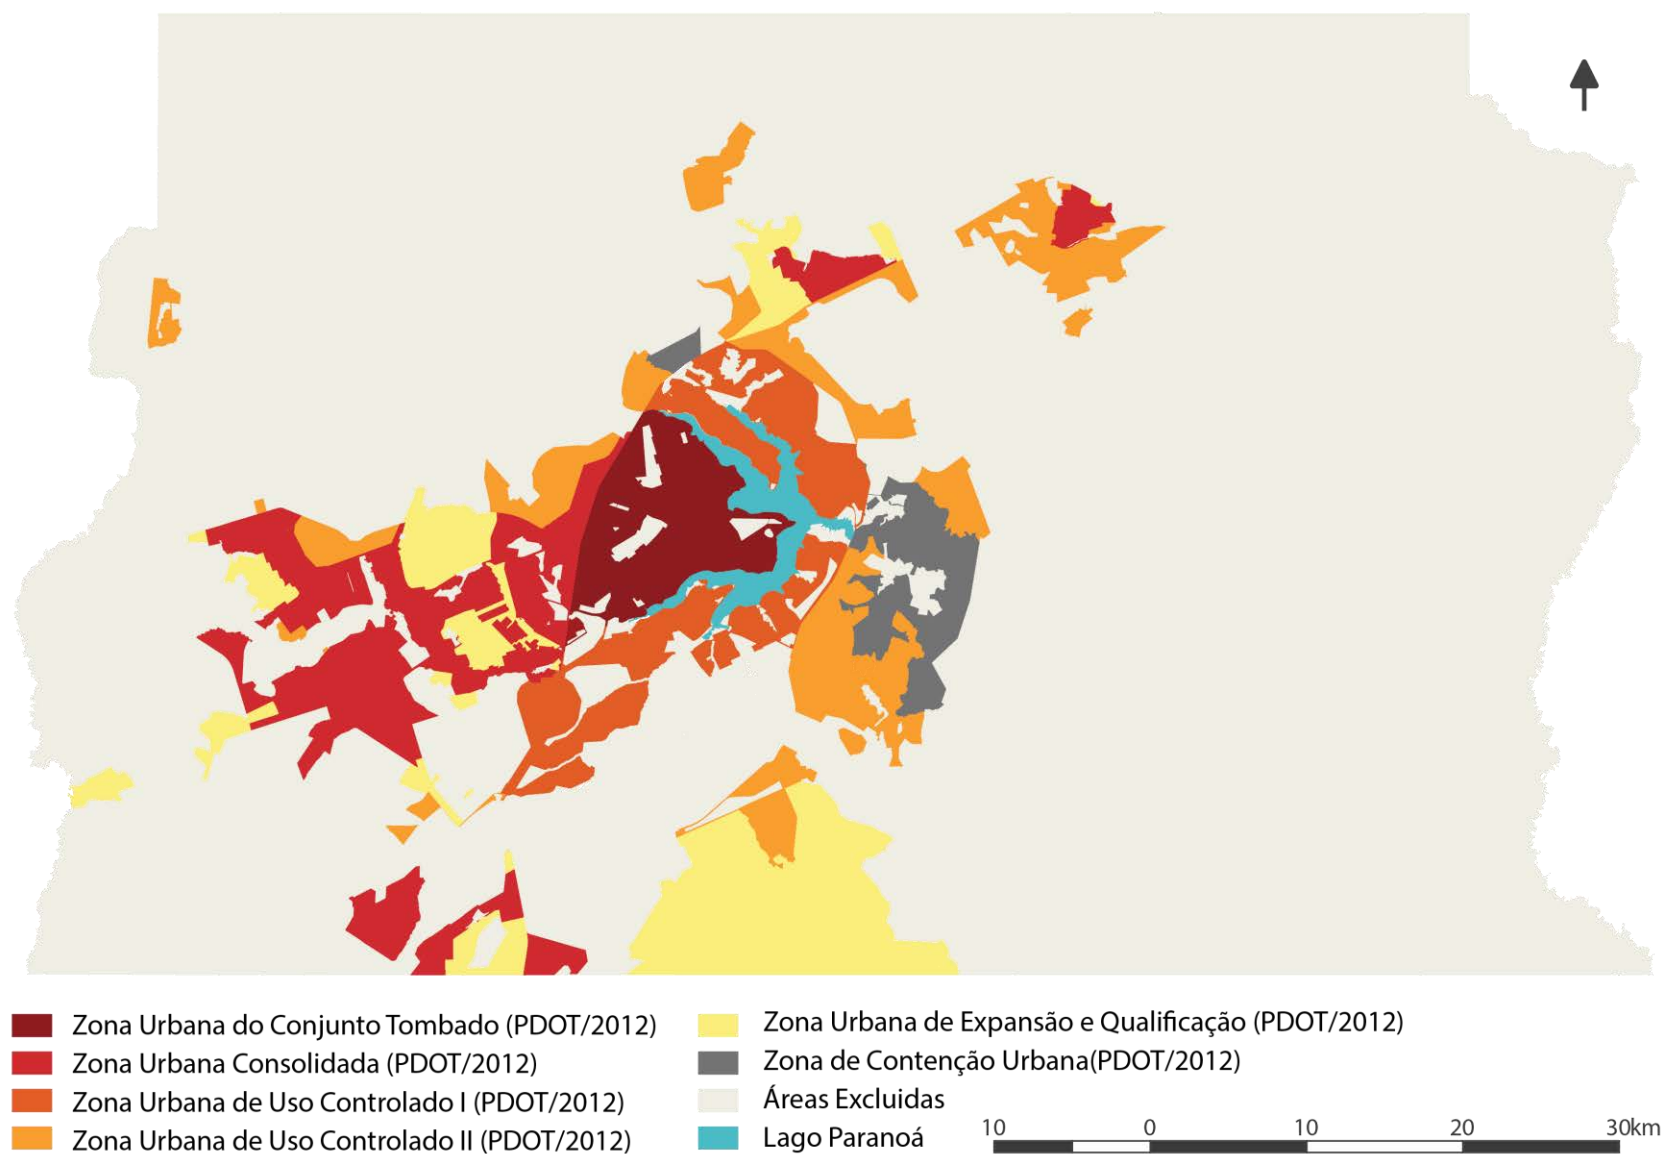 Zona Urbana do Conjunto Tombado (PDOT/2012)
Zona Urbana Consolidada (PDOT/2012)
Zona Urbana de Uso Controlado I (PDOT/2012)
Zona Urbana de Uso Controlado II (PDOT/2012)
Zona Urbana de Expansão e Qualificação (PDOT/2012)
Zona de Contenção Urbana(PDOT/2012)
Áreas Excluidas
Lago Paranoá
10 0 10 20 30km